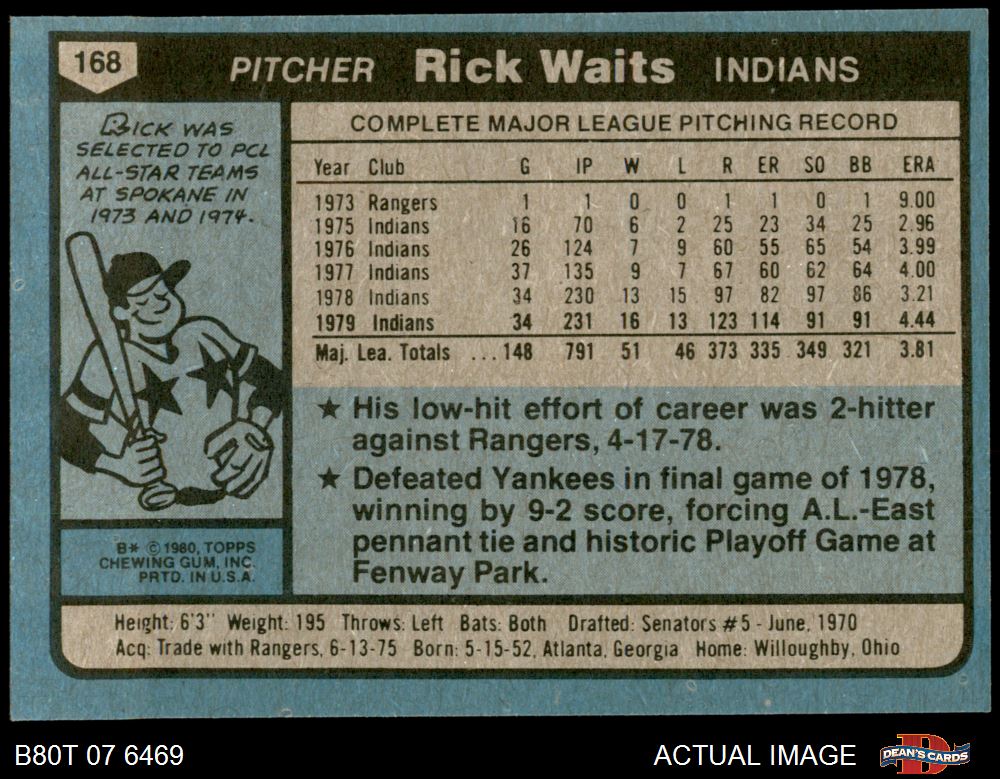 168 PITCHER Rick Waits INDIANS
RICK WAS
SELECTED TO PCL
ALL-STAR TEAMS
AT SPOKANE IN
1973 AND 1974.
COMPLETE MAJOR LEAGUE PITCHING RECORD
Year Club G IP W L R ER SO BB ERA
1973 Rangers 1 1 0 0 1 1 0 1 9.00
1975 Indians 16 70 6 2 25 23 34 25 2.96
1976 Indians 26 124 7 9 60 55 65 54 3.99
1977 Indians 37 135 9 7 67 60 62 64 4.00
1978 Indians 34 230 13 15 97 82 97 86 3.21
1979 Indians 34 231 16 13 123 114 91 91 4.44
Maj. Lea. Totals ...148 791 51 46 373 335 349 321 3.81
★ His low-hit effort of career was 2-hitter
against Rangers, 4-17-78.
★ Defeated Yankees in final game of 1978,
winning by 9-2 score, forcing A.L.-East
pennant tie and historic Playoff Game at
Fenway Park.
B* © 1980, TOPPS
CHEWING GUM, INC.
PRTD. IN U.S.A.
Height: 6'3" Weight: 195 Throws: Left Bats: Both Drafted: Senators #5 - June, 1970
Acq: Trade with Rangers, 6-13-75 Born: 5-15-52, Atlanta, Georgia Home: Willoughby, Ohio
B80T 07 6469
ACTUAL IMAGE
DEAN'S CARDS